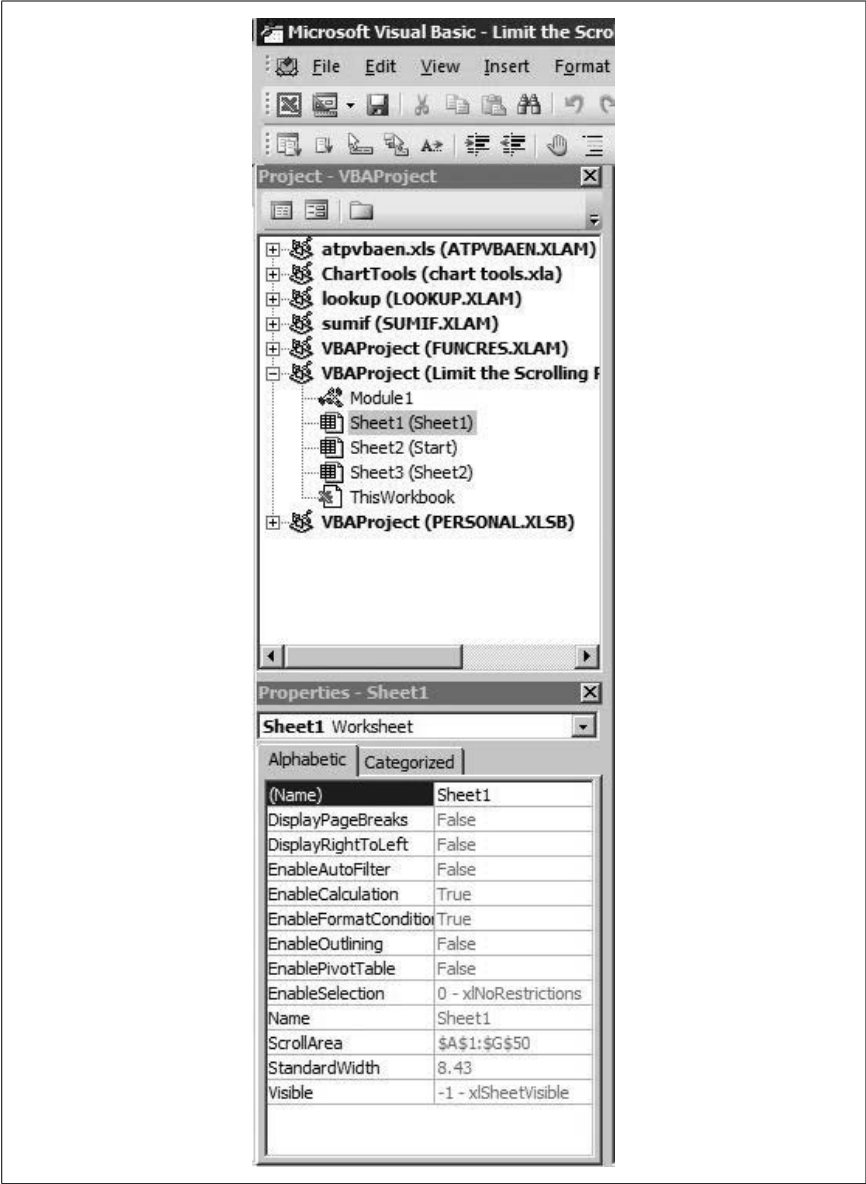 Microsoft Visual Basic - Limit the Scro
File Edit View Insert Format
Project - VBAProject
atpvbaen.xls (ATPVBAEN.XLAM)
ChartTools (chart tools.xla)
lookup (LOOKUP.XLAM)
sumif (SUMIF.XLAM)
VBAProject (FUNCRES.XLAM)
VBAProject (Limit the Scrolling
Module1
Sheet1 (Sheet1)
Sheet2 (Start)
Sheet3 (Sheet2)
ThisWorkbook
VBAProject (PERSONAL.XLSB)
Properties - Sheet1
Sheet1 Worksheet
Alphabetic Categorized
(Name) Sheet1
DisplayPageBreaks False
DisplayRightToLeft False
EnableAutoFilter False
EnableCalculation True
EnableFormatConditio True
EnableOutlining False
EnablePivotTable False
EnableSelection 0 - xlNoRestrictions
Name Sheet1
ScrollArea $A$1:$G$50
StandardWidth 8.43
Visible -1 - xlSheetVisible